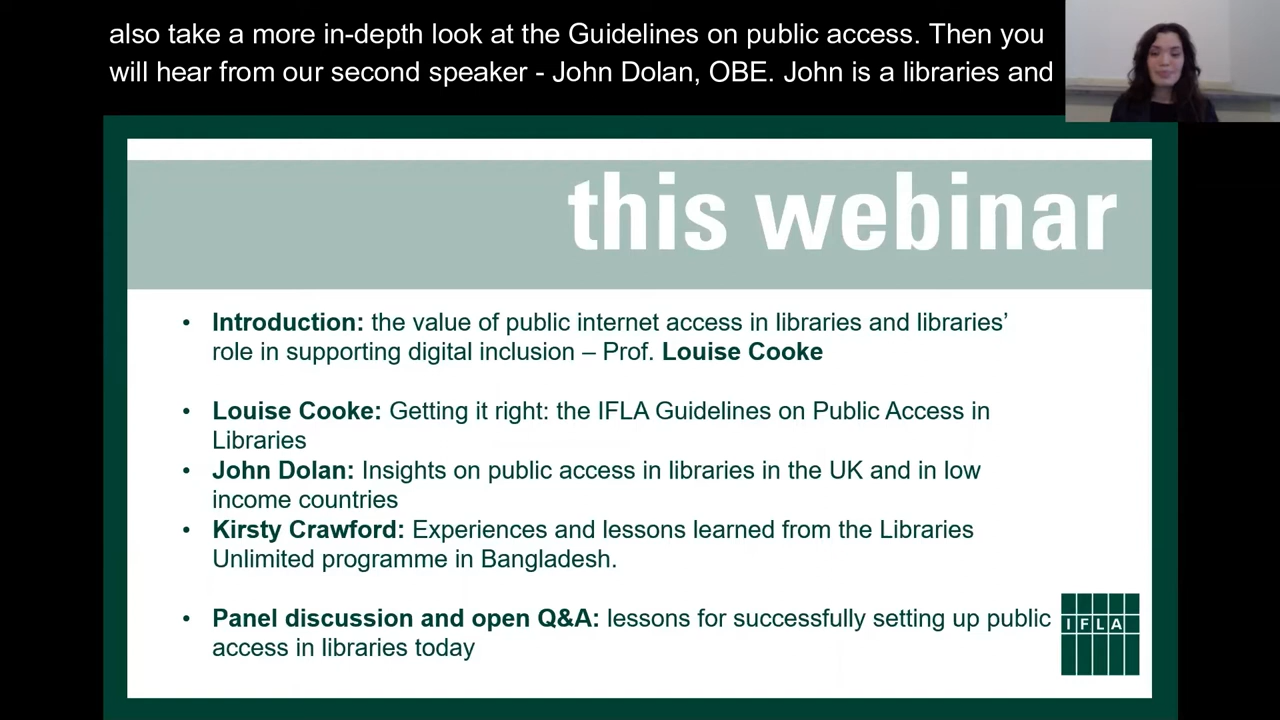 also take a more in-depth look at the Guidelines on public access. Then you
will hear from our second speaker - John Dolan, OBE. John is a libraries and
this webinar
• Introduction: the value of public internet access in libraries and libraries’
role in supporting digital inclusion – Prof. Louise Cooke
• Louise Cooke: Getting it right: the IFLA Guidelines on Public Access in
Libraries
• John Dolan: Insights on public access in libraries in the UK and in low
income countries
• Kirsty Crawford: Experiences and lessons learned from the Libraries
Unlimited programme in Bangladesh.
• Panel discussion and open Q&A: lessons for successfully setting up public
access in libraries today
IFLA